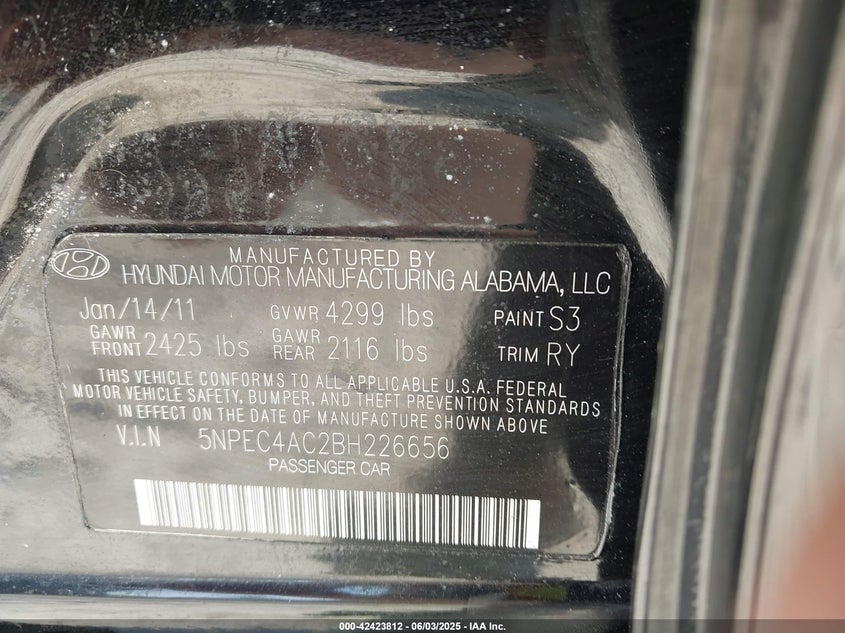 MANUFACTURED BY
HYUNDAI MOTOR MANUFACTURING ALABAMA, LLC
Jan/14/11 GVWR 4299 lbs PAINT S3
GAWR FRONT 2425 lbs GAWR REAR 2116 lbs TRIM RY
THIS VEHICLE CONFORMS TO ALL APPLICABLE U.S.A. FEDERAL
MOTOR VEHICLE SAFETY, BUMPER, AND THEFT PREVENTION STANDARDS
IN EFFECT ON THE DATE OF MANUFACTURE SHOWN ABOVE.
V.I.N 5NPEC4AC2BH226656
PASSENGER CAR
000-42423812 - 06/03/2025 - IAA Inc.